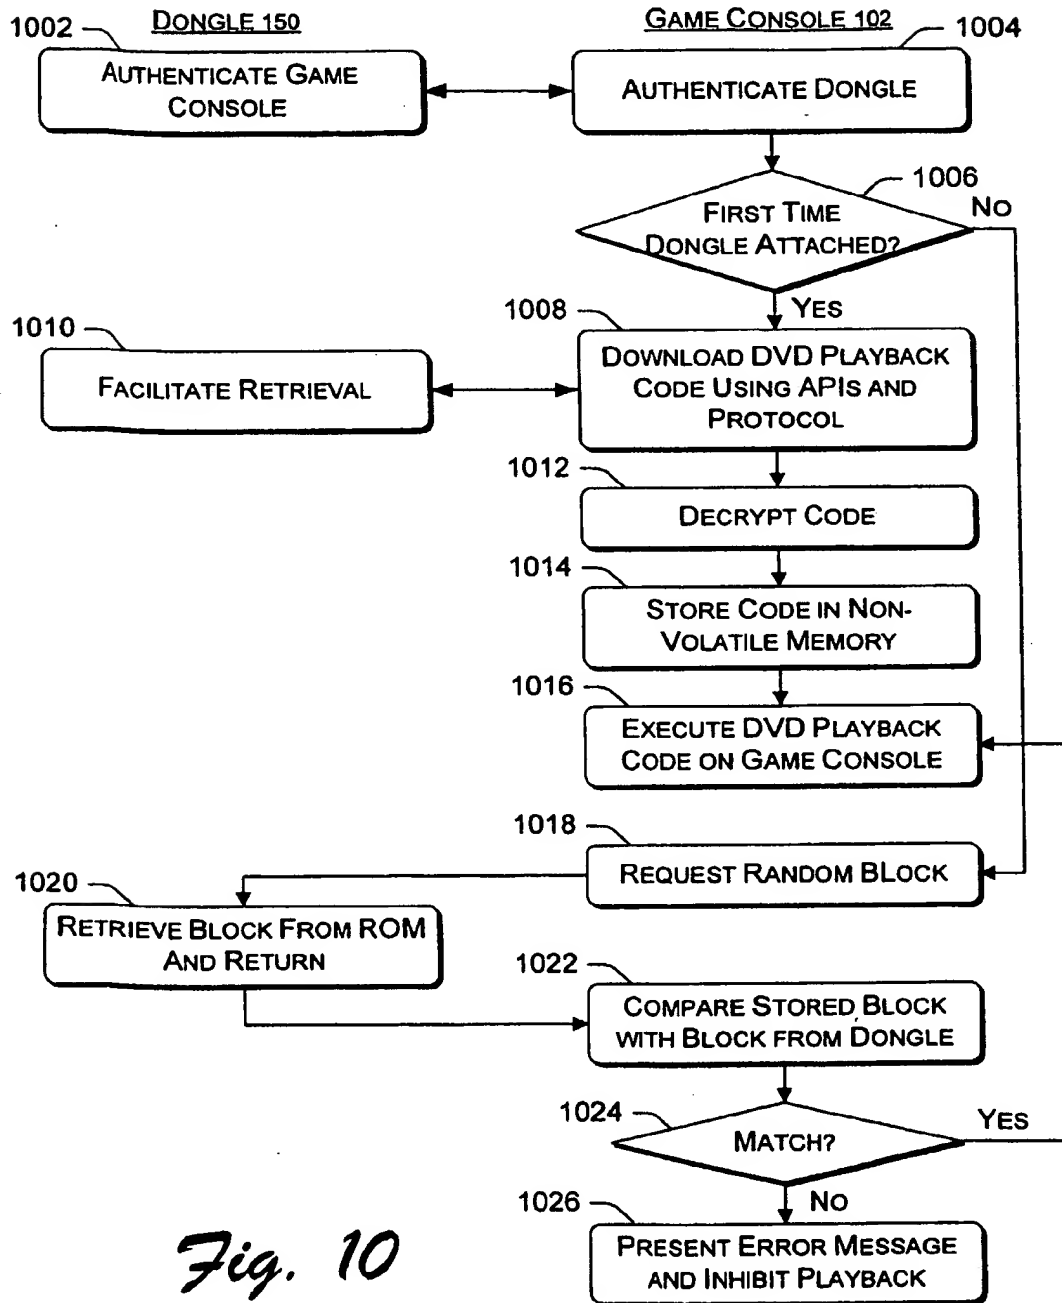 DONGLE 150
GAME CONSOLE 102
1002
1004
AUTHENTICATE GAME
CONSOLE
AUTHENTICATE DONGLE
1006
FIRST TIME
DONGLE ATTACHED?
NO
YES
1008
1010
DOWNLOAD DVD PLAYBACK
CODE USING APIS AND
PROTOCOL
FACILITATE RETRIEVAL
1012
DECRYPT CODE
1014
STORE CODE IN NON-
VOLATILE MEMORY
1016
EXECUTE DVD PLAYBACK
CODE ON GAME CONSOLE
1018
REQUEST RANDOM BLOCK
1020
RETRIEVE BLOCK FROM ROM
AND RETURN
1022
COMPARE STORED BLOCK
WITH BLOCK FROM DONGLE
1024
MATCH?
YES
NO
1026
PRESENT ERROR MESSAGE
AND INHIBIT PLAYBACK
Fig. 10